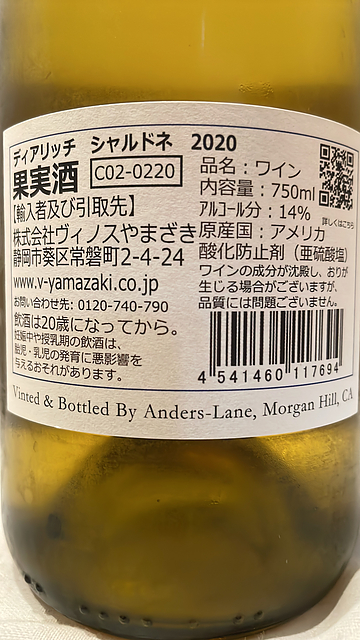 ディアリッチ シャルドネ 2020
果実酒 C02-0220
【輸入者及び引取先】
株式会社ヴィノスやまざき
静岡市葵区常磐町2-4-24
www.v-yamazaki.co.jp
お問い合わせ先: 0120-740-790
飲酒は20歳になってから。
妊娠中や授乳期の飲酒は、
胎児・乳児の発育に悪影響を
与えるおそれがあります。
品名：ワイン
内容量：750ml
アルコール分：14%
詳しくはこちら
原産国：アメリカ
酸化防止剤（亜硫酸塩）
ワインの成分が沈殿し、おりが
生じる場合がございますが、
品質には問題ございません。
4 541460 117694
Vinted & Bottled By Anders-Lane, Morgan Hill, CA